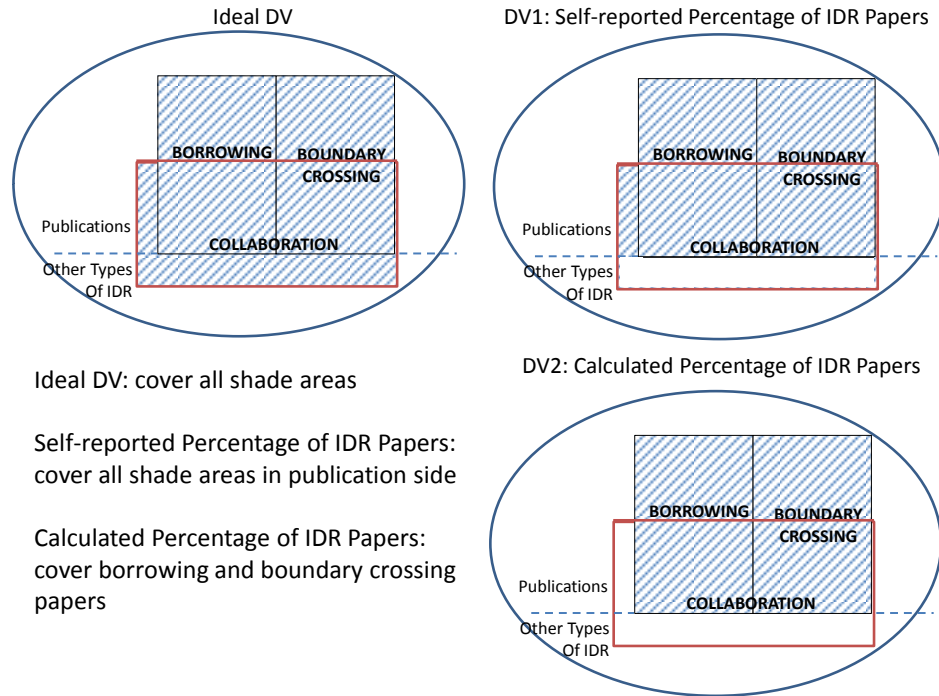 Ideal DV
BORROWING
BOUNDARY
CROSSING
Publications
COLLABORATION
Other Types
Of IDR
DV1: Self-reported Percentage of IDR Papers
BORROWING
BOUNDARY
CROSSING
Publications
COLLABORATION
Other Types
Of IDR
Ideal DV: cover all shade areas
Self-reported Percentage of IDR Papers:
cover all shade areas in publication side
Calculated Percentage of IDR Papers:
cover borrowing and boundary crossing
papers
DV2: Calculated Percentage of IDR Papers
BORROWING
BOUNDARY
CROSSING
Publications
COLLABORATION
Other Types
Of IDR